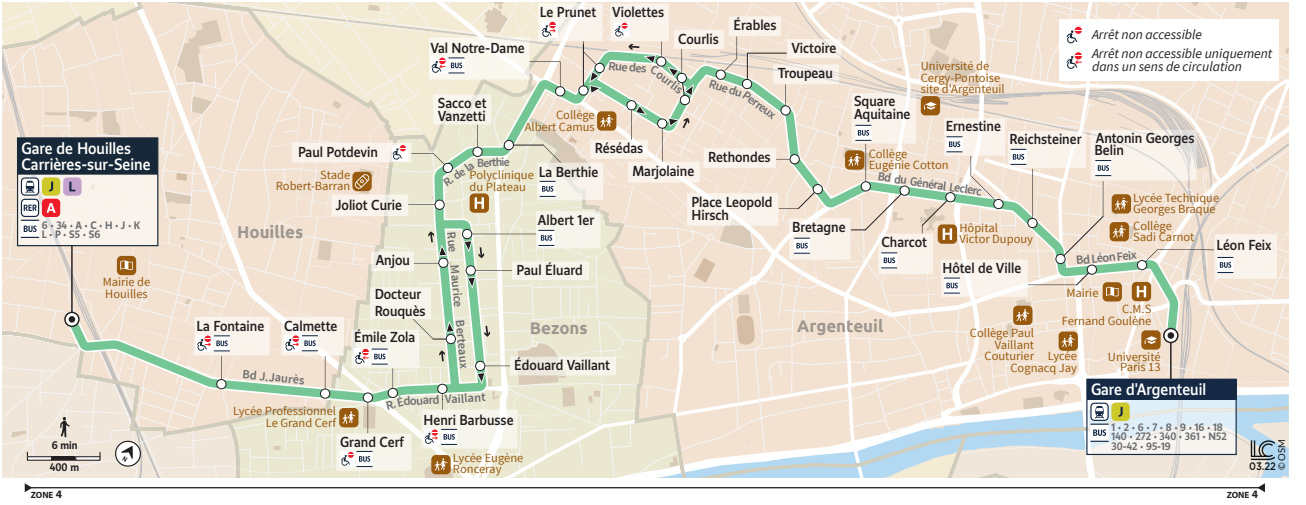 Le Prunet
Violettes
Érables
Courlis
Val Notre-Dame
BUS
Victoire
Troupeau
Arrêt non accessible
Arrêt non accessible uniquement
dans un sens de circulation
Rue des Courlis
Rue du Perreux
Université de
Cergy-Pontoise
site d'Argenteuil
Sacco et
Vanzetti
Collège
Albert Camus
Square
Aquitaine
BUS
Ernestine
BUS
Reichsteiner
BUS
Antonin Georges
Belin
BUS
Gare de Houilles
Carrières-sur-Seine
J L
RER A
BUS 6 • 34 • A • C • H • J • K
L • P • S5 • S6
Paul Potdevin
R. de la Berthie
Résédas
Marjolaine
Rethondes
Collège
Eugénie Cotton
Stade
Robert-Barran
Polyclinique
du Plateau
H
La Berthie
BUS
Bd du Général Leclerc
Lycée Technique
Georges Braque
Joliot Curie
Place Leopold
Hirsch
Collège
Sadi Carnot
Houilles
Albert 1er
BUS
Bretagne
BUS
Charcot
BUS
H
Hôpital
Victor Dupouy
Léon Feix
BUS
Anjou
Rue Maurice Berteaux
Paul Éluard
Bd Léon Feix
Hôtel de Ville
BUS
Mairie de
Houilles
Mairie
H
C.M.S
Fernand Goulène
Docteur
Rouquès
Bezons
Argenteuil
La Fontaine
BUS
Calmette
BUS
Émile Zola
BUS
Collège Paul
Vaillant
Couturier
Lycée
Cognacq Jay
Université
Paris 13
Édouard Vaillant
Bd J.Jaurès
R. Édouard Vaillant
Gare d'Argenteuil
J
BUS 1 • 2 • 6 • 7 • 8 • 9 • 16 • 18
140 • 272 • 340 • 361 • N52
30-42 • 95-19
Lycée Professionnel
Le Grand Cerf
Henri Barbusse
BUS
Grand Cerf
BUS
Lycée Eugène
Ronceray
6 min
400 m
LC
03.22 © OSM
ZONE 4
ZONE 4